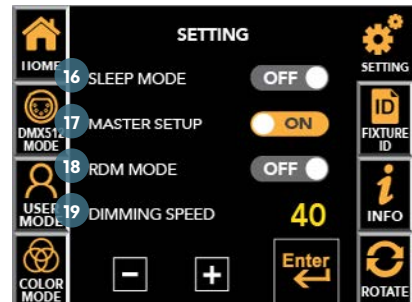 SETTING
HOME
SETTING
16 SLEEP MODE OFF
DMX512
MODE
17 MASTER SETUP ON
ID
FIXTURE
ID
18 RDM MODE OFF
USER
MODE
19 DIMMING SPEED 40
i
INFO
COLOR
MODE
- +
Enter
ROTATE